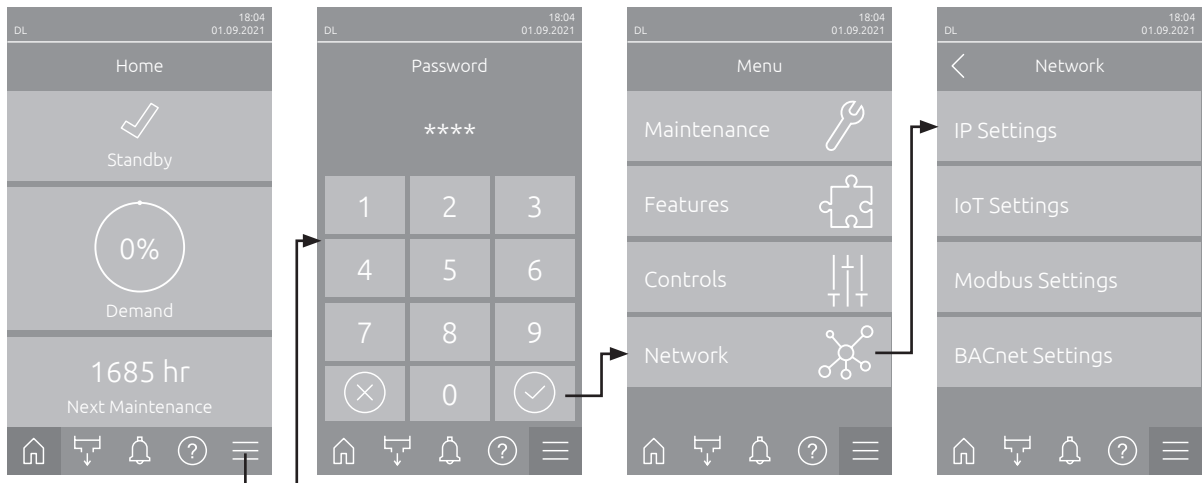 18:04
DL 01.09.2021
Home
Standby
0%
Demand
1685 hr
Next Maintenance
?
18:04
DL 01.09.2021
Password
****
1 2 3
4 5 6
7 8 9
0
?
18:04
DL 01.09.2021
Menu
Maintenance
Features
Controls
Network
?
18:04
DL 01.09.2021
Network
IP Settings
IoT Settings
Modbus Settings
BACnet Settings
?